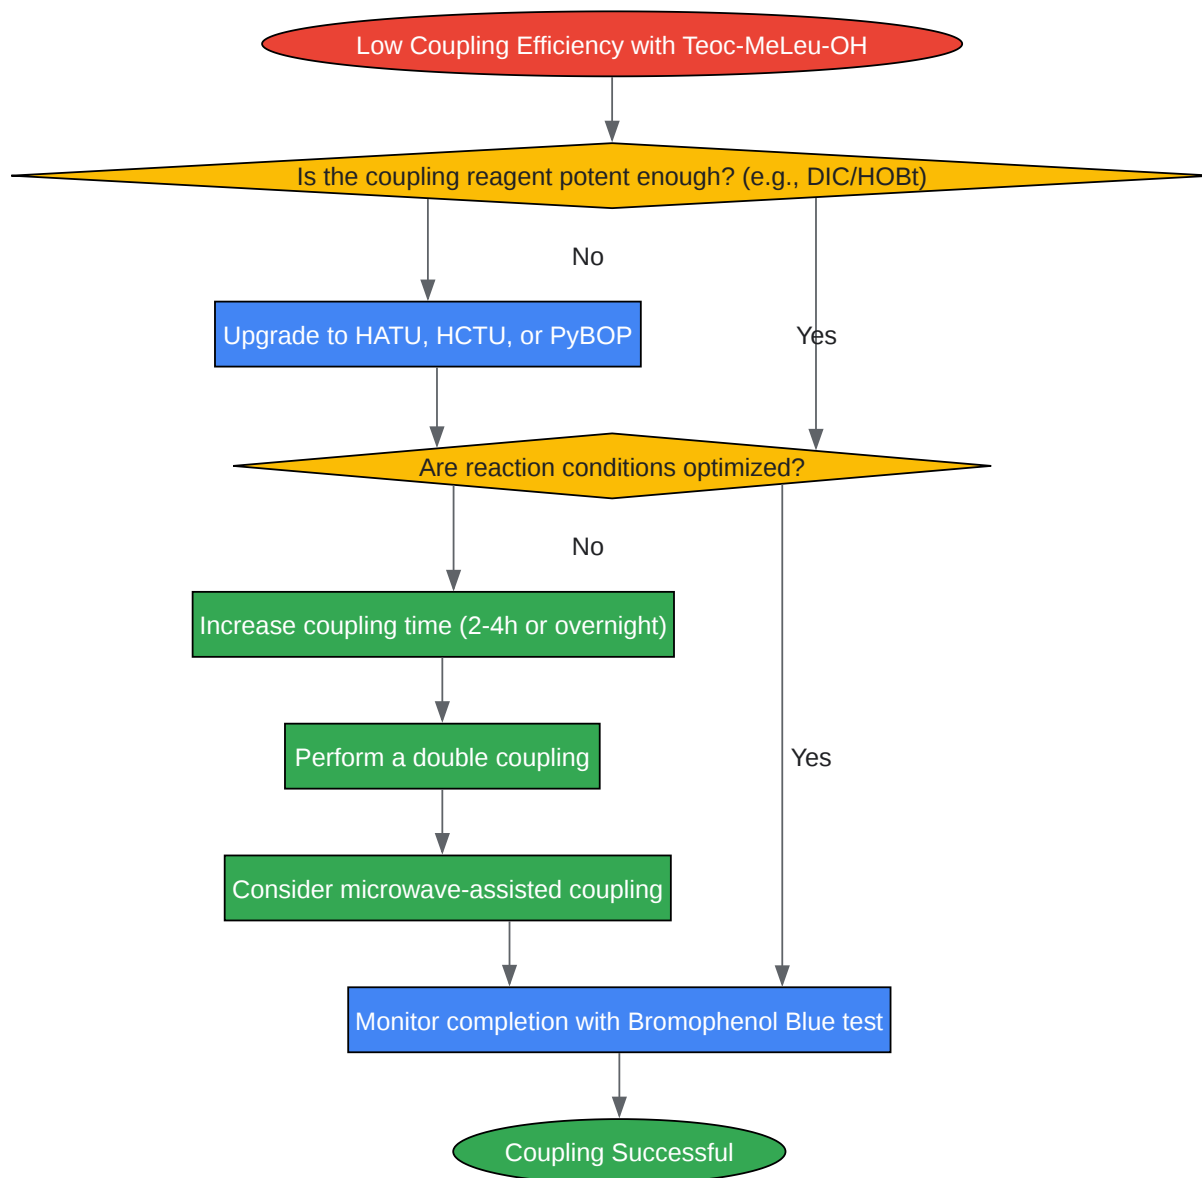 Low Coupling Efficiency with Teoc-MeLeu-OH
Is the coupling reagent potent enough? (e.g., DIC/HOBt)
No
Upgrade to HATU, HCTU, or PyBOP
Yes
Are reaction conditions optimized?
No
Increase coupling time (2-4h or overnight)
Perform a double coupling
Yes
Consider microwave-assisted coupling
Monitor completion with Bromophenol Blue test
Coupling Successful